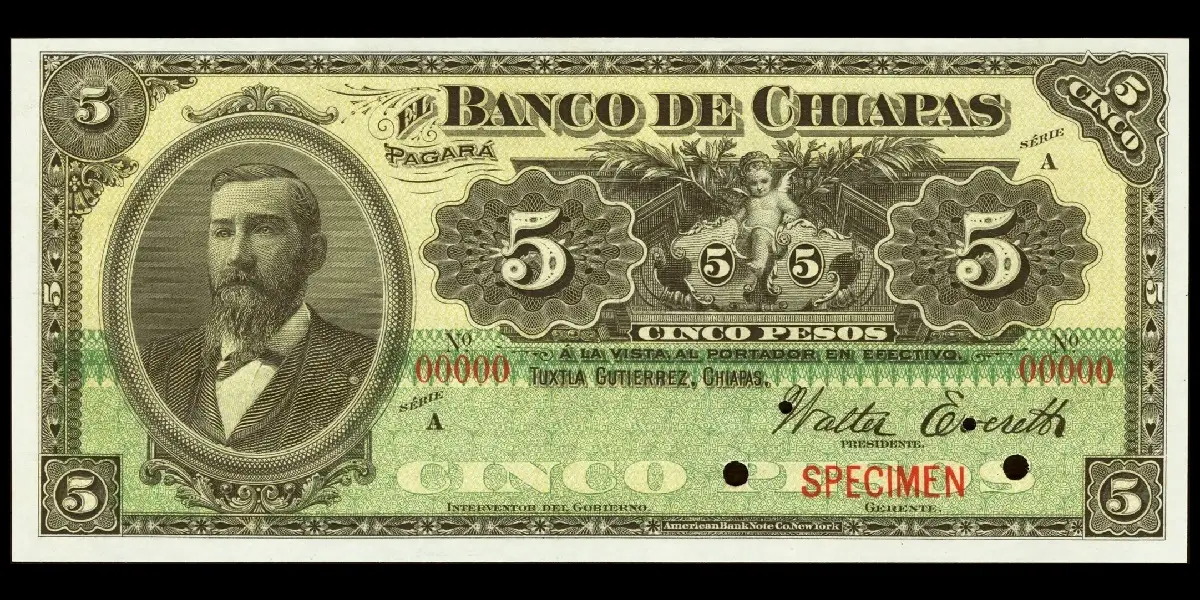 5
EL BANCO DE CHIAPAS
5
CINCO
PAGARÁ
SÉRIE
A
5
5 5
5
5
5
CINCO PESOS
Nº
Nº
Á LA VISTA, AL PORTADOR EN EFECTIVO.
00000
00000
TUXTLA GUTIERREZ, CHIAPAS,
SÉRIE
A
Walter Everett
PRESIDENTE.
CINCO PESOS
SPECIMEN
5
5
INTERVENTOR DEL GOBIERNO.
GERENTE.
American Bank Note Co. New York